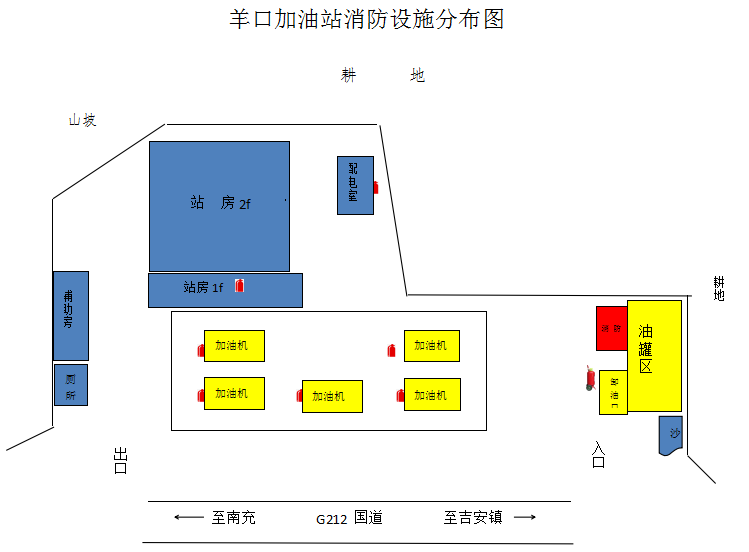 羊口加油站消防设施分布图
耕 地
山坡
配电室
站 房 2f
站房 1f
耕地
辅助房
加油机
加油机
油罐区
消 防
厕所
加油机
加油机
加油机
卸油口
沙
出口
入口
至南充
G212 国道
至吉安镇